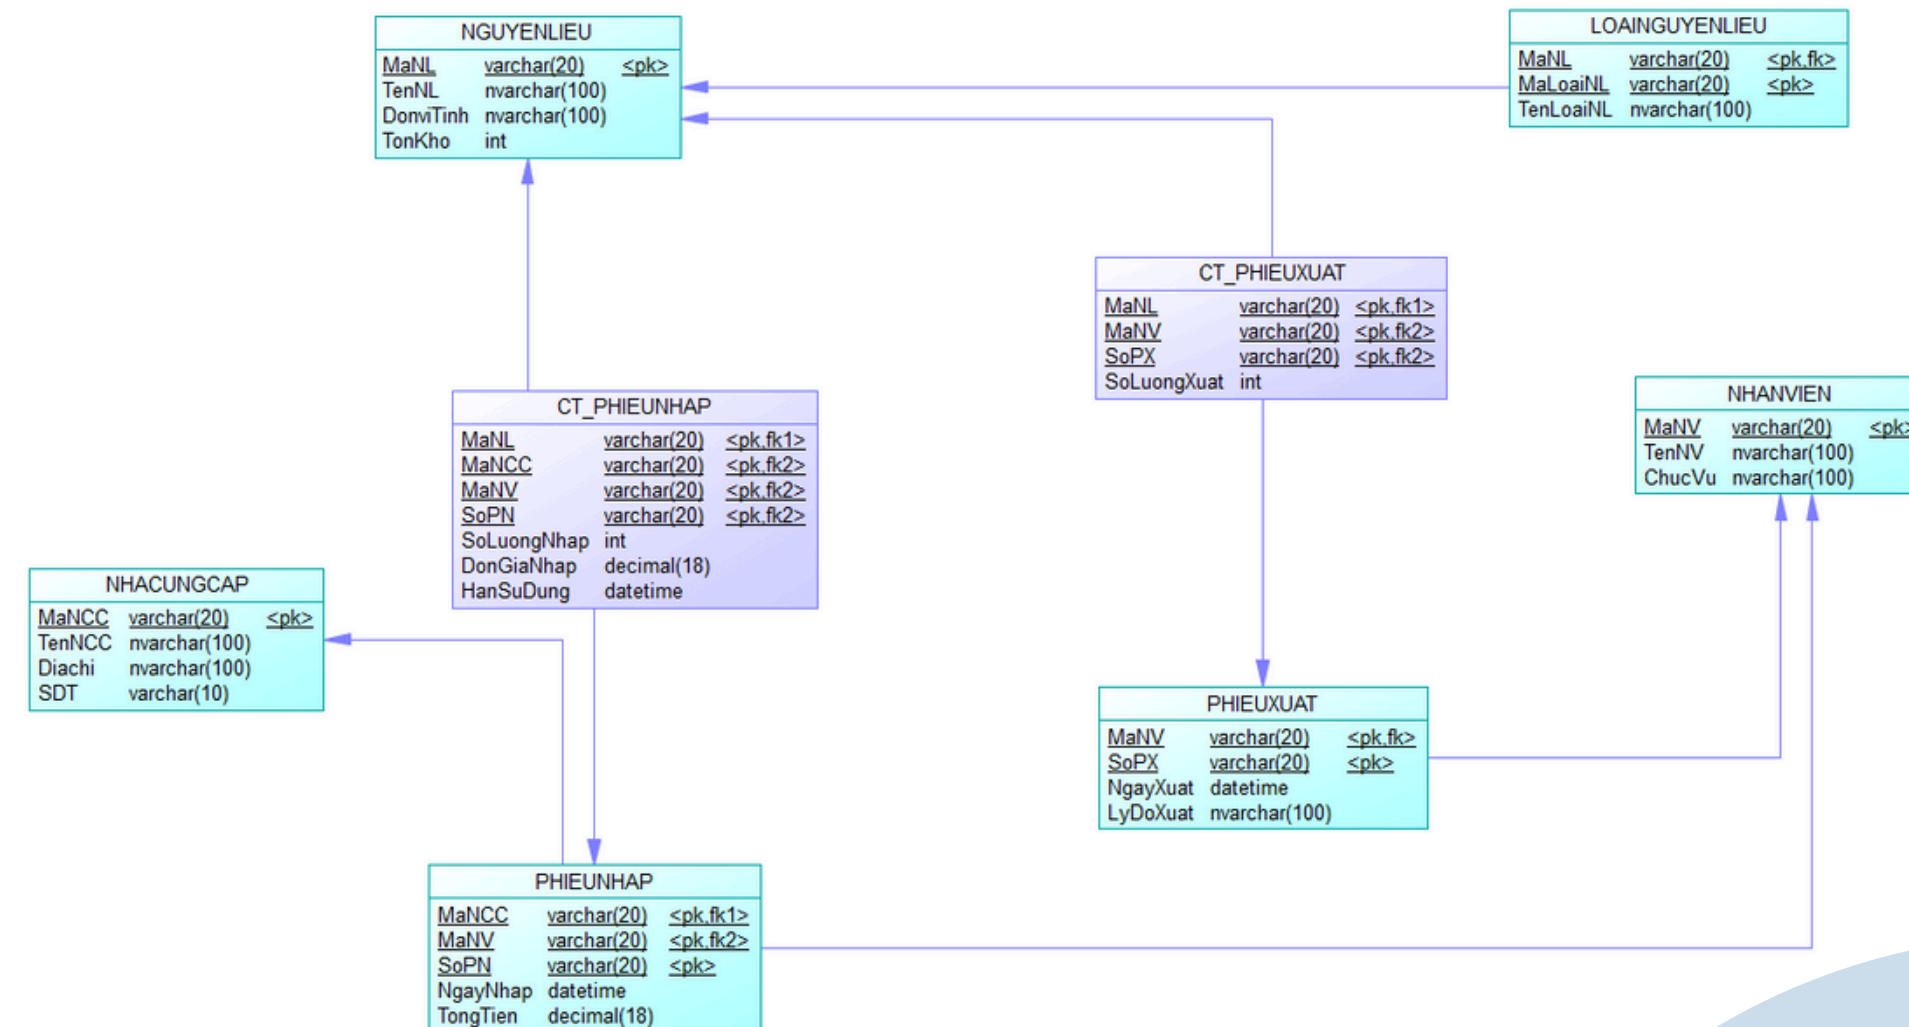 NGUYENLIEU
MaNL varchar(20) <pk>
TenNL nvarchar(100)
DonviTinh nvarchar(100)
TonKho int
LOAINGUYENLIEU
MaNL varchar(20) <pk,fk>
MaLoaiNL varchar(20) <pk>
TenLoaiNL nvarchar(100)
CT_PHIEUXUAT
MaNL varchar(20) <pk,fk1>
MaNV varchar(20) <pk,fk2>
SoPX varchar(20) <pk,fk2>
SoLuongXuat int
NHANVIEN
MaNV varchar(20) <pk>
TenNV nvarchar(100)
ChucVu nvarchar(100)
CT_PHIEUNHAP
MaNL varchar(20) <pk,fk1>
MaNCC varchar(20) <pk,fk2>
MaNV varchar(20) <pk,fk2>
SoPN varchar(20) <pk,fk2>
SoLuongNhap int
DonGiaNhap decimal(18)
HanSuDung datetime
NHACUNGCAP
MaNCC varchar(20) <pk>
TenNCC nvarchar(100)
Diachi nvarchar(100)
SDT varchar(10)
PHIEUXUAT
MaNV varchar(20) <pk,fk>
SoPX varchar(20) <pk>
NgayXuat datetime
LyDoXuat nvarchar(100)
PHIEUNHAP
MaNCC varchar(20) <pk,fk1>
MaNV varchar(20) <pk,fk2>
SoPN varchar(20) <pk>
NgayNhap datetime
TongTien decimal(18)